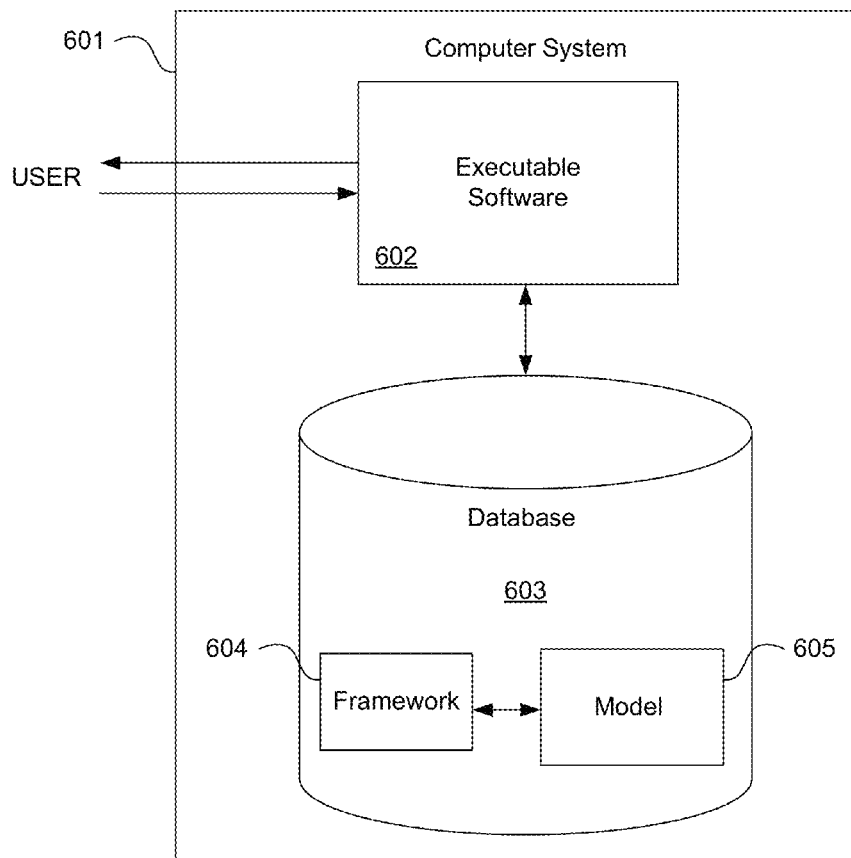 601
Computer System
Executable
Software
USER
602
Database
603
604
605
Framework
Model